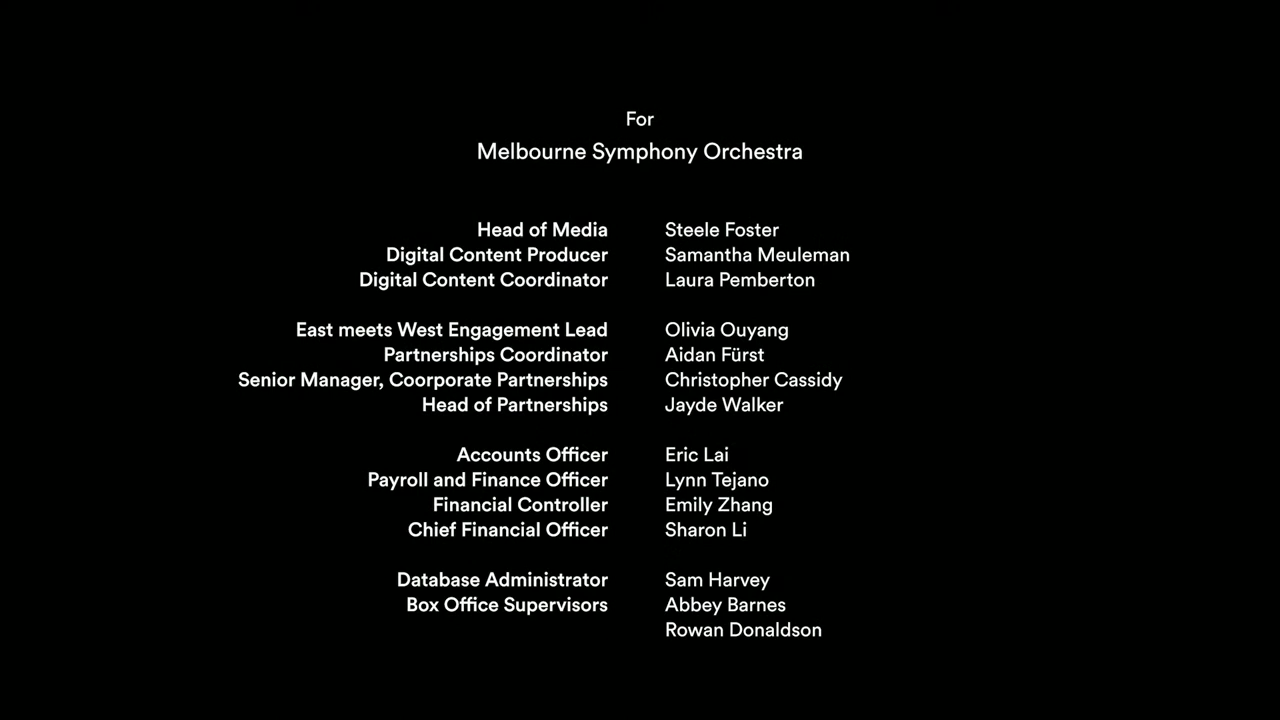 For
Melbourne Symphony Orchestra
Head of Media Steele Foster
Digital Content Producer Samantha Meuleman
Digital Content Coordinator Laura Pemberton
East meets West Engagement Lead Olivia Ouyang
Partnerships Coordinator Aidan Fürst
Senior Manager, Coorporate Partnerships Christopher Cassidy
Head of Partnerships Jayde Walker
Accounts Officer Eric Lai
Payroll and Finance Officer Lynn Tejano
Financial Controller Emily Zhang
Chief Financial Officer Sharon Li
Database Administrator Sam Harvey
Box Office Supervisors Abbey Barnes
Rowan Donaldson